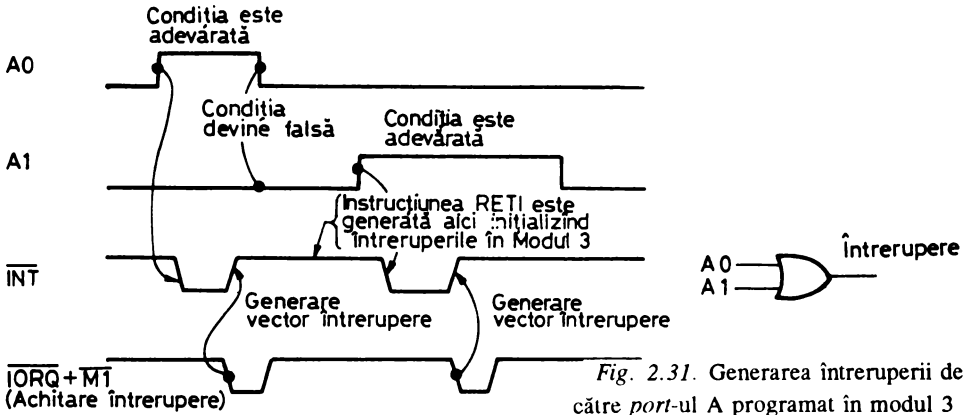 Condiția este
adevárată
A0
Condiția
devine falsă
Condiția este
adevărată
A1
Instrucțiunea RETI este
generată aici inițializînd
întreruperile în Modul 3
INT
Întrerupere
A0
A1
Generare
vector întrerupere
Generare
vector întrerupere
IORQ + M1
(Achitare întrerupere)
Fig. 2.31. Generarea întreruperii de
către port-ul A programat în modul 3